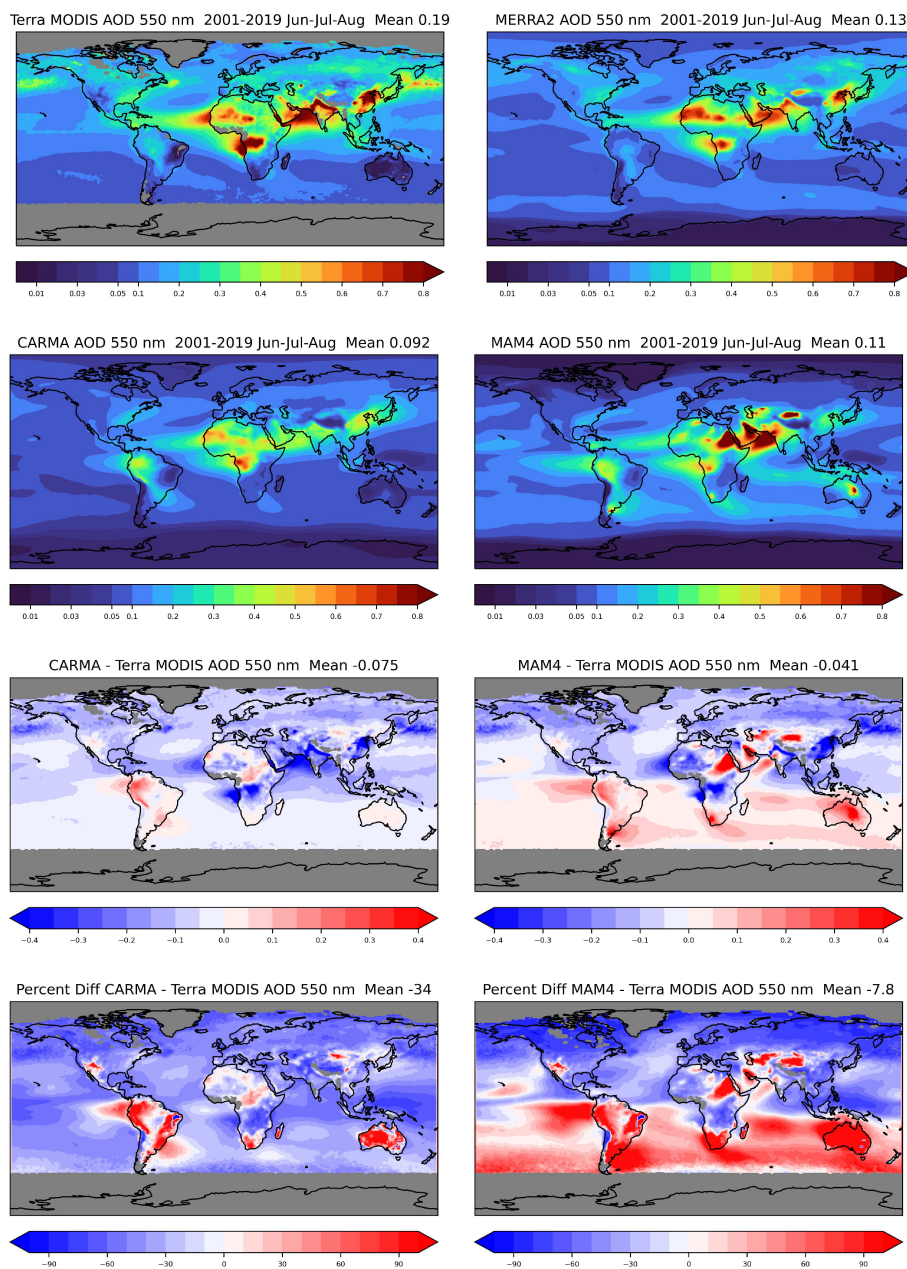 Terra MODIS AOD 550 nm  2001-2019 Jun-Jul-Aug  Mean 0.19
0.01 0.03 0.05 0.1 0.2 0.3 0.4 0.5 0.6 0.7 0.8
MERRA2 AOD 550 nm  2001-2019 Jun-Jul-Aug  Mean 0.13
0.01 0.03 0.05 0.1 0.2 0.3 0.4 0.5 0.6 0.7 0.8
CARMA AOD 550 nm  2001-2019 Jun-Jul-Aug  Mean 0.092
0.01 0.03 0.05 0.1 0.2 0.3 0.4 0.5 0.6 0.7 0.8
MAM4 AOD 550 nm  2001-2019 Jun-Jul-Aug  Mean 0.11
0.01 0.03 0.05 0.1 0.2 0.3 0.4 0.5 0.6 0.7 0.8
CARMA - Terra MODIS AOD 550 nm  Mean -0.075
−0.4 −0.3 −0.2 −0.1 0.0 0.1 0.2 0.3 0.4
MAM4 - Terra MODIS AOD 550 nm  Mean -0.041
−0.4 −0.3 −0.2 −0.1 0.0 0.1 0.2 0.3 0.4
Percent Diff CARMA - Terra MODIS AOD 550 nm  Mean -34
−90 −60 −30 0 30 60 90
Percent Diff MAM4 - Terra MODIS AOD 550 nm  Mean -7.8
−90 −60 −30 0 30 60 90